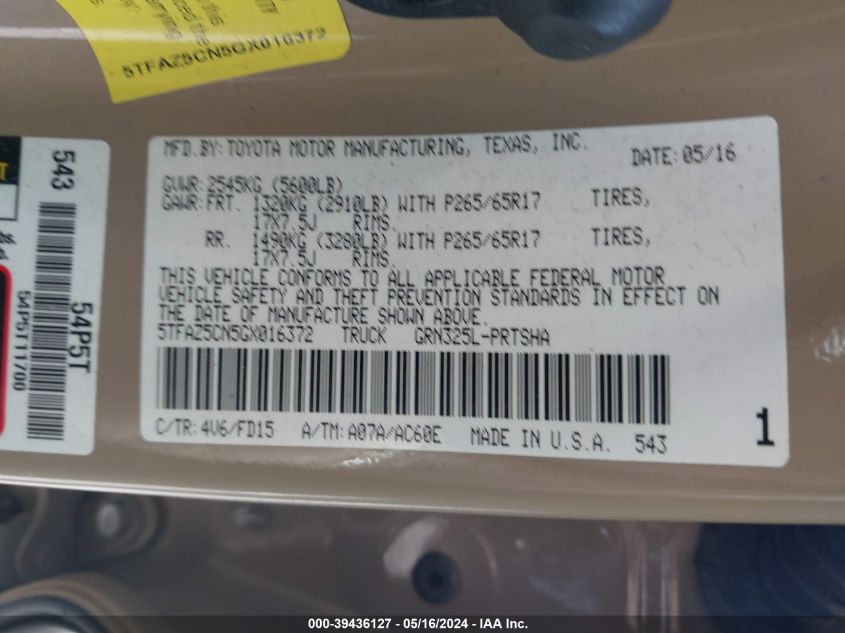 5TFAZ5CN5GX016372
MFD.BY:TOYOTA MOTOR MANUFACTURING, TEXAS, INC. DATE:05/16
GVWR:2545KG (5600LB)
GAWR:FRT. 1320KG (2910LB) WITH P265/65R17 TIRES,
17X7.5J RIMS.
RR. 1490KG (3280LB) WITH P265/65R17 TIRES,
17X7.5J RIMS.
THIS VEHICLE CONFORMS TO ALL APPLICABLE FEDERAL MOTOR
VEHICLE SAFETY AND THEFT PREVENTION STANDARDS IN EFFECT ON
THE DATE OF MANUFACTURE SHOWN ABOVE.
5TFAZ5CN5GX016372 TRUCK GRN325L-PRTSHA
C/TR:4V6/FD15 A/TM:A07A/AC60E MADE IN U.S.A. 543
1
543
54P5T
54P5T11700
000-39436127 - 05/16/2024 - IAA Inc.